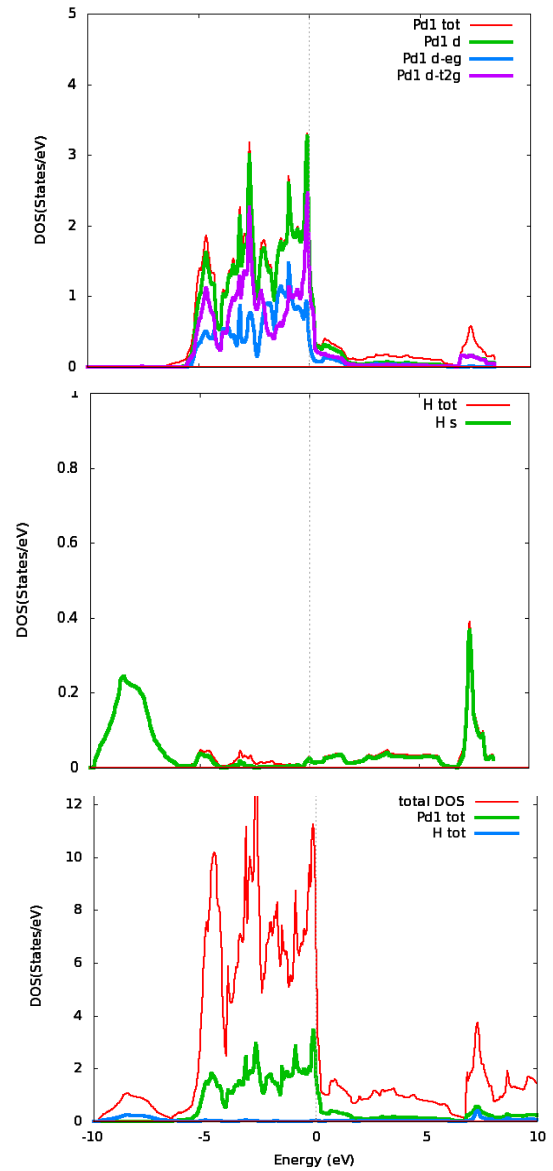 Pd1 tot
Pd1 d
Pd1 d-eg
Pd1 d-t2g
5
4
3
2
1
0
DOS(States/eV)
H tot
H s
1
0.8
0.6
0.4
0.2
0
DOS(States/eV)
total DOS
Pd1 tot
H tot
12
10
8
6
4
2
0
DOS(States/eV)
-10 -5 0 5 10
Energy (eV)